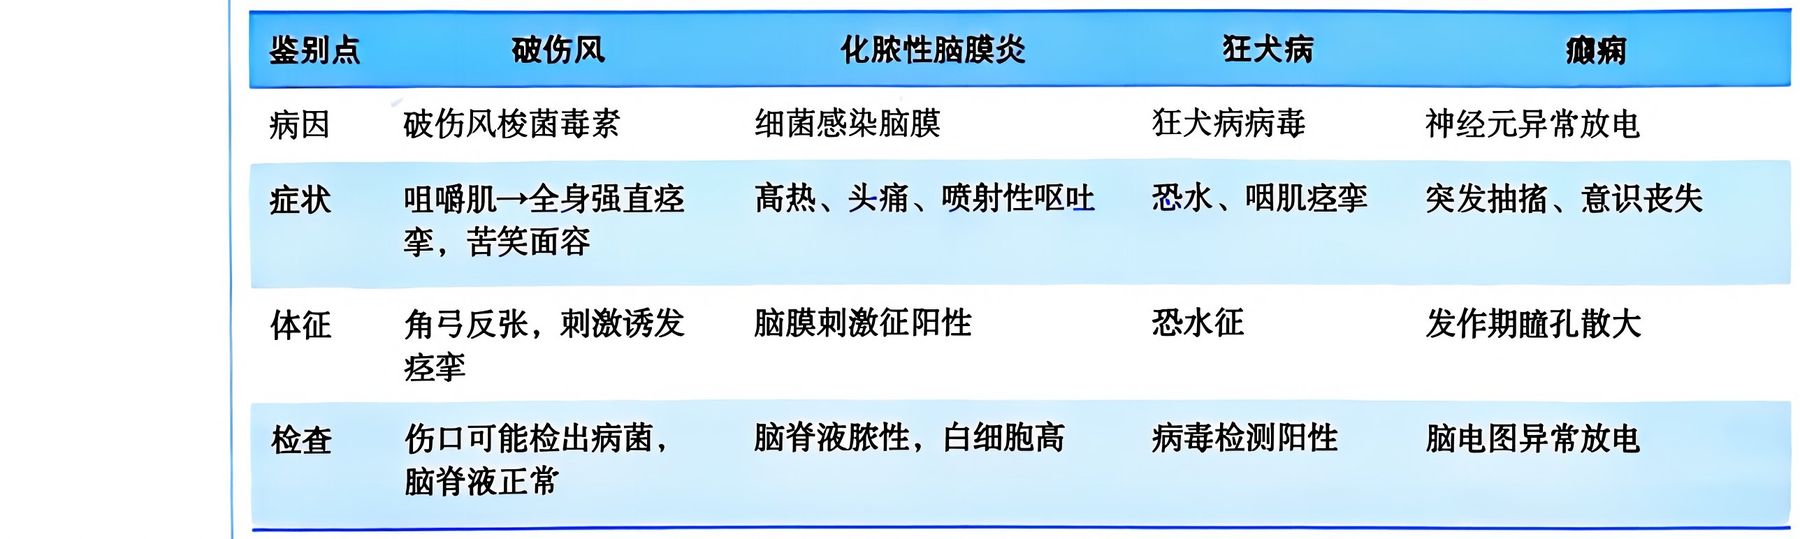 鉴别点 破伤风 化脓性脑膜炎 狂犬病 癫痫
病因 破伤风梭菌毒素 细菌感染脑膜 狂犬病病毒 神经元异常放电
症状 咀嚼肌→全身强直痉 高热、头痛、喷射性呕吐 恐水、咽肌痉挛 突发抽搐、意识丧失
挛，苦笑面容
体征 角弓反张，刺激诱发 脑膜刺激征阳性 恐水征 发作期瞳孔散大
痉挛
检查 伤口可能检出病菌， 脑脊液脓性，白细胞高 病毒检测阳性 脑电图异常放电
脑脊液正常